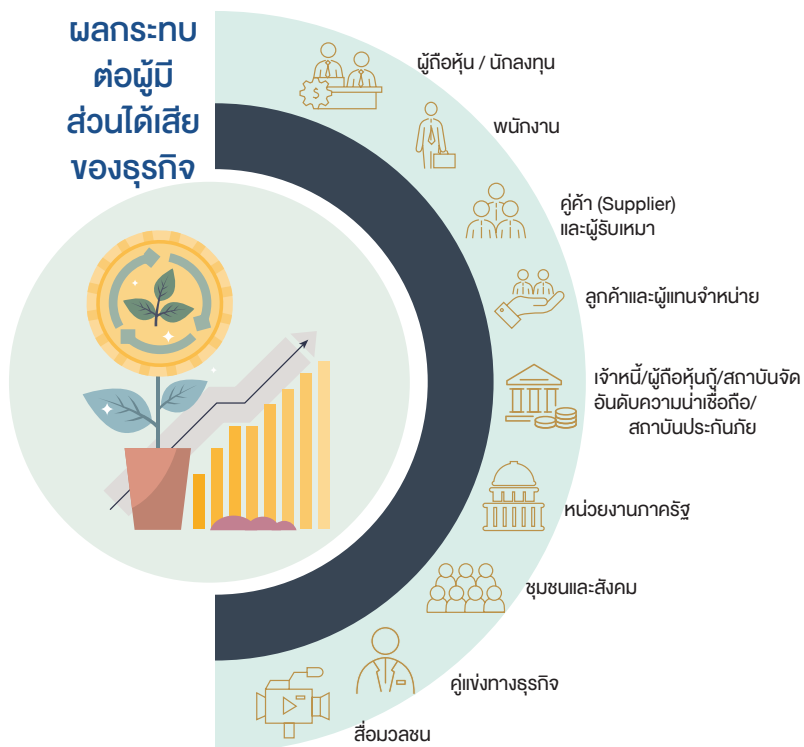 ผลกระทบ
ต่อผู้มี
ส่วนได้เสีย
ของธุรกิจ
ผู้ถือหุ้น / นักลงทุน
พนักงาน
คู่ค้า (Supplier)
และผู้รับเหมา
ลูกค้าและผู้แทนจำหน่าย
เจ้าหนี้/ผู้ถือหุ้นกู้/สถาบันจัด
อันดับความน่าเชื่อถือ/
สถาบันประกันภัย
หน่วยงานภาครัฐ
ชุมชนและสังคม
คู่แข่งทางธุรกิจ
สื่อมวลชน
$